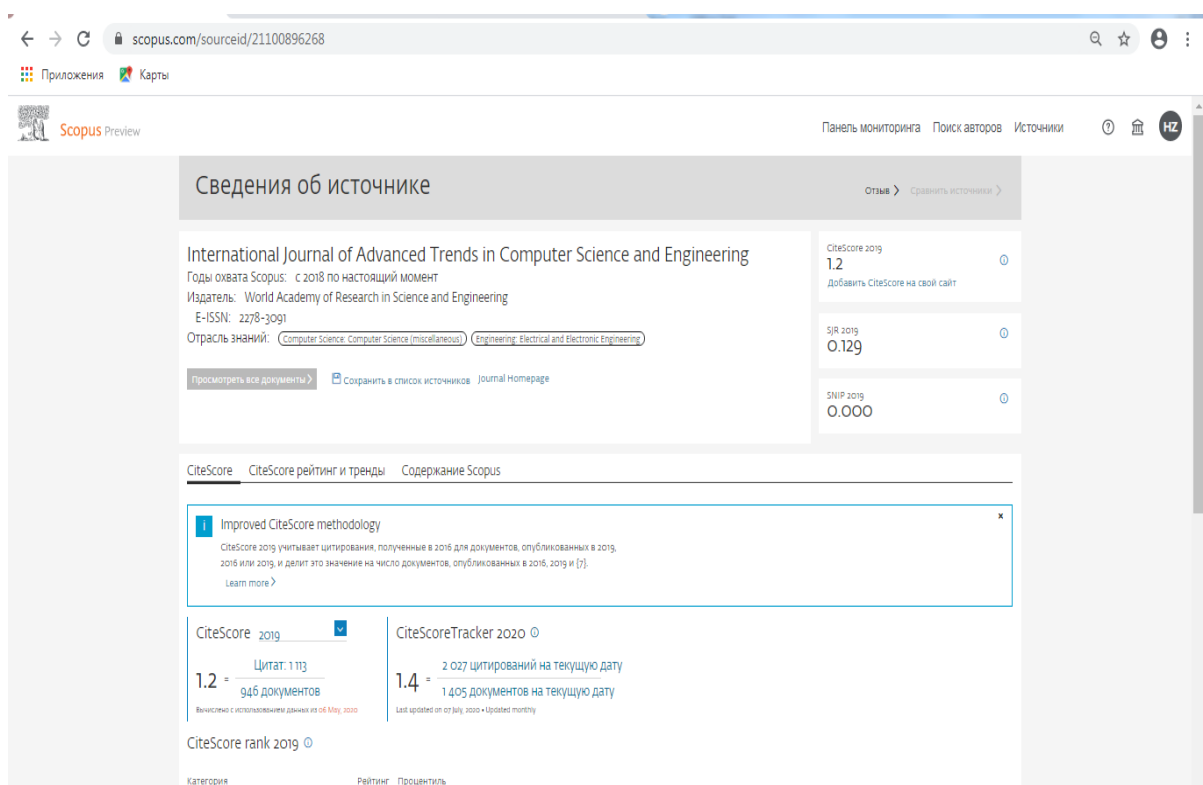 scopus.com/sourceid/21100896268
Приложения Карты
Scopus Preview
Панель мониторинга Поиск авторов Источники
HZ
Сведения об источнике
Отзыв Сравнить источники
International Journal of Advanced Trends in Computer Science and Engineering
Годы охвата Scopus: с 2018 по настоящий момент
Издатель: World Academy of Research in Science and Engineering
E-ISSN: 2278-3091
Отрасль знаний: Computer Science: Computer Science (miscellaneous) Engineering: Electrical and Electronic Engineering
Просмотреть все документы Сохранить в список источников Journal Homepage
CiteScore 2019
1.2
Добавить CiteScore на свой сайт
SJR 2019
0.129
SNIP 2019
0.000
CiteScore CiteScore рейтинг и тренды Содержание Scopus
i Improved CiteScore methodology x
CiteScore 2019 учитывает цитирования, полученные в 2016 для документов, опубликованных в 2019,
2016 или 2019, и делит это значение на число документов, опубликованных в 2016, 2019 и {7}.
Learn more
CiteScore 2019
1.2 =
Цитат: 1 113
946 документов
Вычислено с использованием данных из 06 May, 2020
CiteScoreTracker 2020
1.4 =
2 027 цитирований на текущую дату
1 405 документов на текущую дату
Last updated on 07 July, 2020 • Updated monthly
CiteScore rank 2019
Категория Рейтинг Процентиль